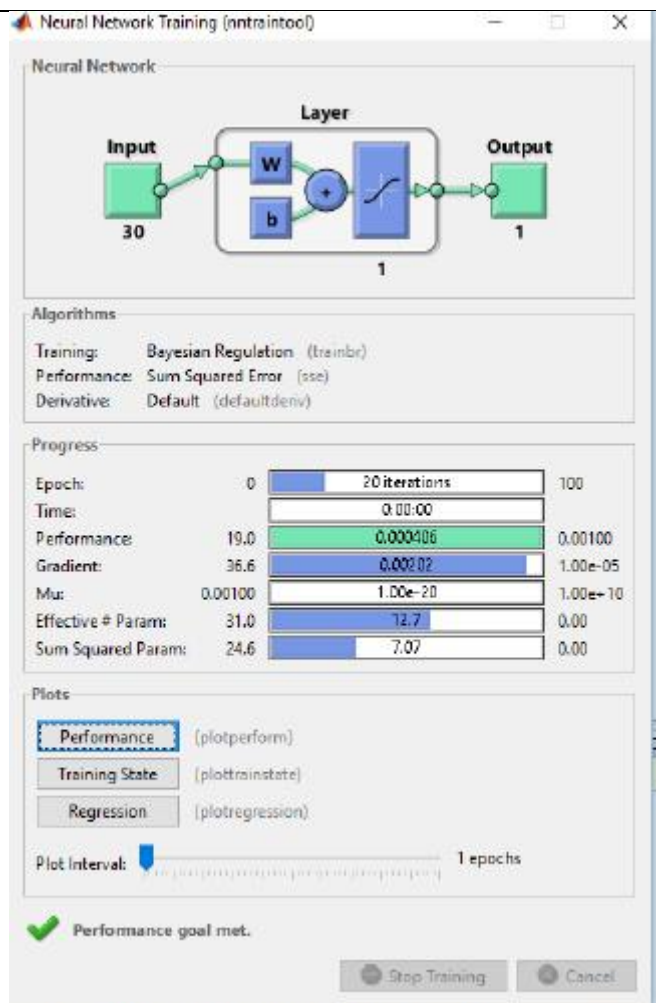 Neural Network Training (nntraintool)
Neural Network
Layer
Input
W
Output
b
+
30
1
1
Algorithms
Training: Bayesian Regulation (trainbr)
Performance: Sum Squared Error (sse)
Derivative: Default (defaultderiv)
Progress
Epoch: 0 20 iterations 100
Time: 0:00:00
Performance: 19.0 0.000406 0.00100
Gradient: 36.6 0.00202 1.00e-05
Mu: 0.00100 1.00e-20 1.00e+10
Effective # Param: 31.0 12.7 0.00
Sum Squared Param: 24.6 7.07 0.00
Plots
Performance (plotperform)
Training State (plottrainstate)
Regression (plotregression)
Plot Interval: 1 epochs
Performance goal met.
Stop Training Cancel